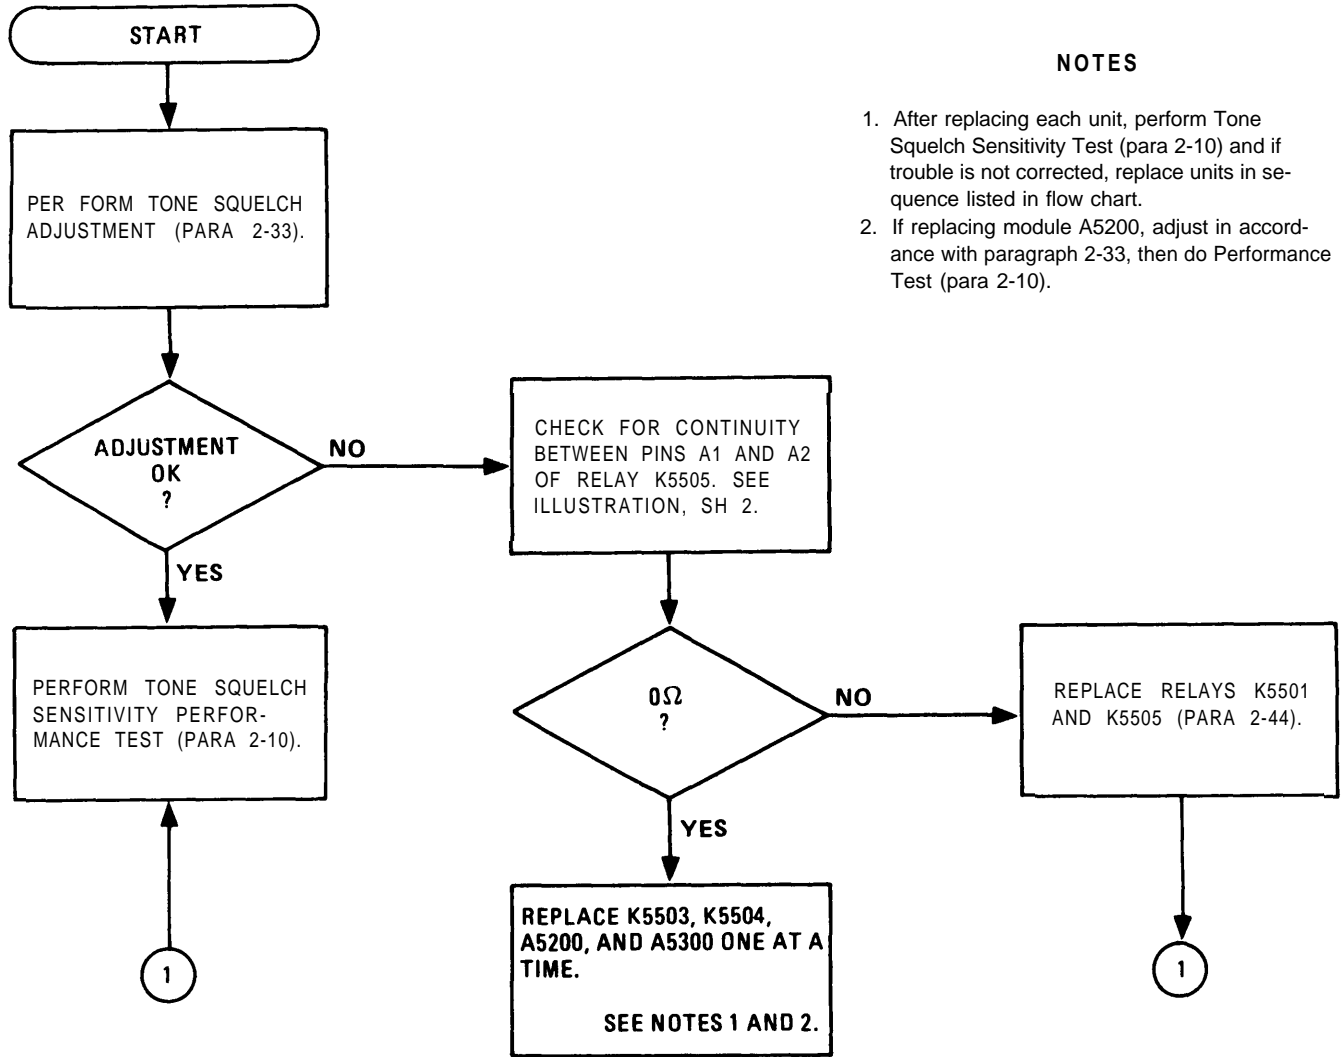 START
NOTES
1. After replacing each unit, perform Tone
Squelch Sensitivity Test (para 2-10) and if
trouble is not corrected, replace units in se-
quence listed in flow chart.
2. If replacing module A5200, adjust in accord-
ance with paragraph 2-33, then do Performance
Test (para 2-10).
PER FORM TONE SQUELCH
ADJUSTMENT (PARA 2-33).
ADJUSTMENT
OK
?
NO
YES
CHECK FOR CONTINUITY
BETWEEN PINS A1 AND A2
OF RELAY K5505. SEE
ILLUSTRATION, SH 2.
PERFORM TONE SQUELCH
SENSITIVITY PERFOR-
MANCE TEST (PARA 2-10).
0Ω
?
NO
YES
REPLACE RELAYS K5501
AND K5505 (PARA 2-44).
REPLACE K5503, K5504,
A5200, AND A5300 ONE AT A
TIME.
SEE NOTES 1 AND 2.
1
1